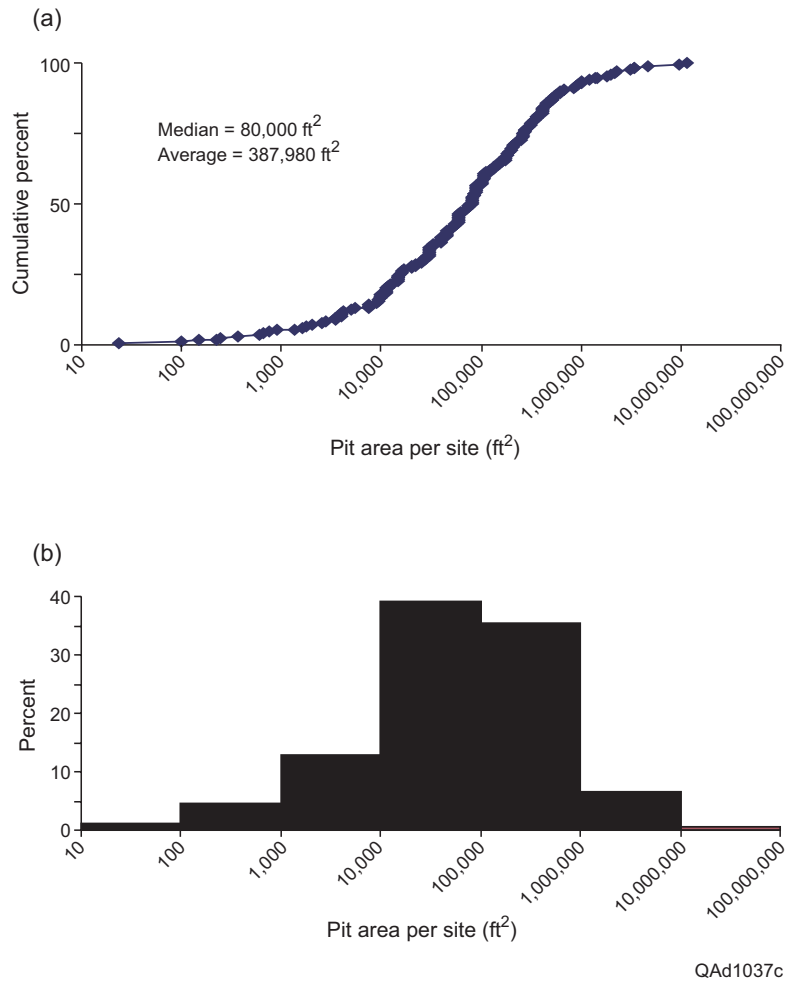 (a)
100
50
0
Cumulative percent
Median = 80,000 ft²
Average = 387,980 ft²
10
100
1,000
10,000
100,000
1,000,000
10,000,000
100,000,000
Pit area per site (ft²)
(b)
40
30
20
10
0
Percent
10
100
1,000
10,000
100,000
1,000,000
10,000,000
100,000,000
Pit area per site (ft²)
QAd1037c